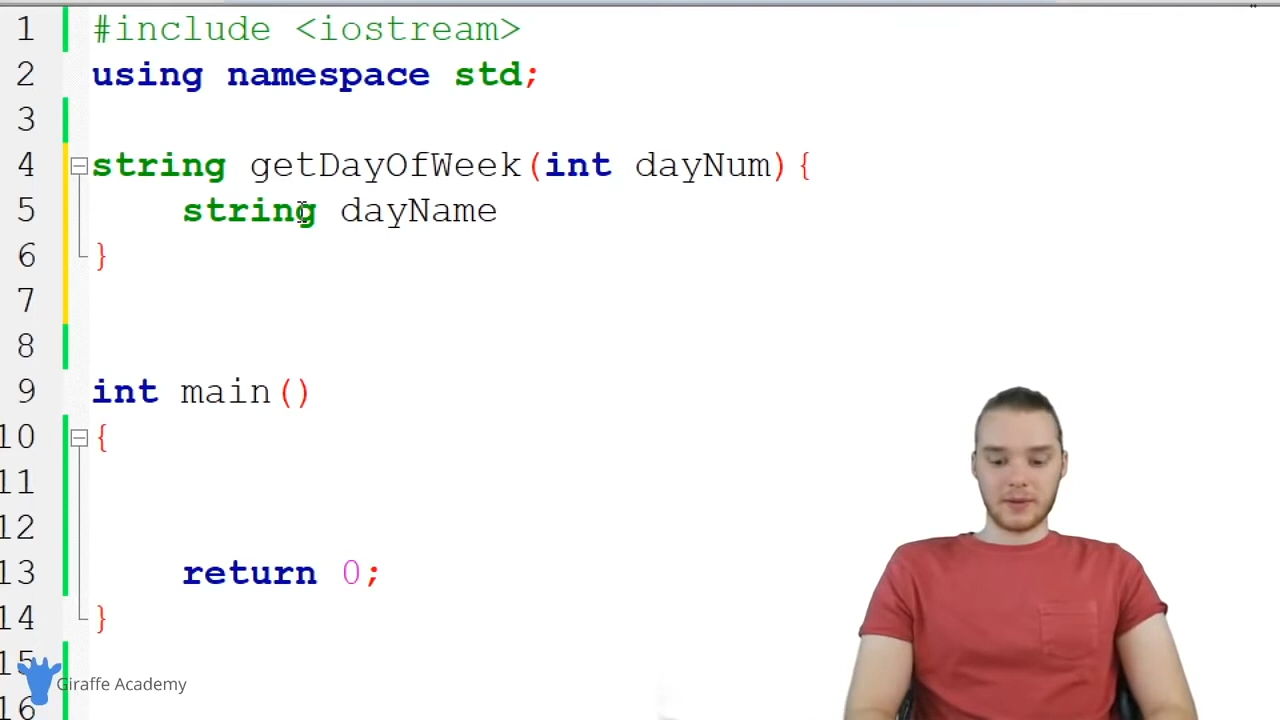 1 #include <iostream>
2 using namespace std;
3
4 string getDayOfWeek(int dayNum){
5 string dayName
6 }
7
8
9 int main()
10 {
11
12
13 return 0;
14 }
15
16
Giraffe Academy